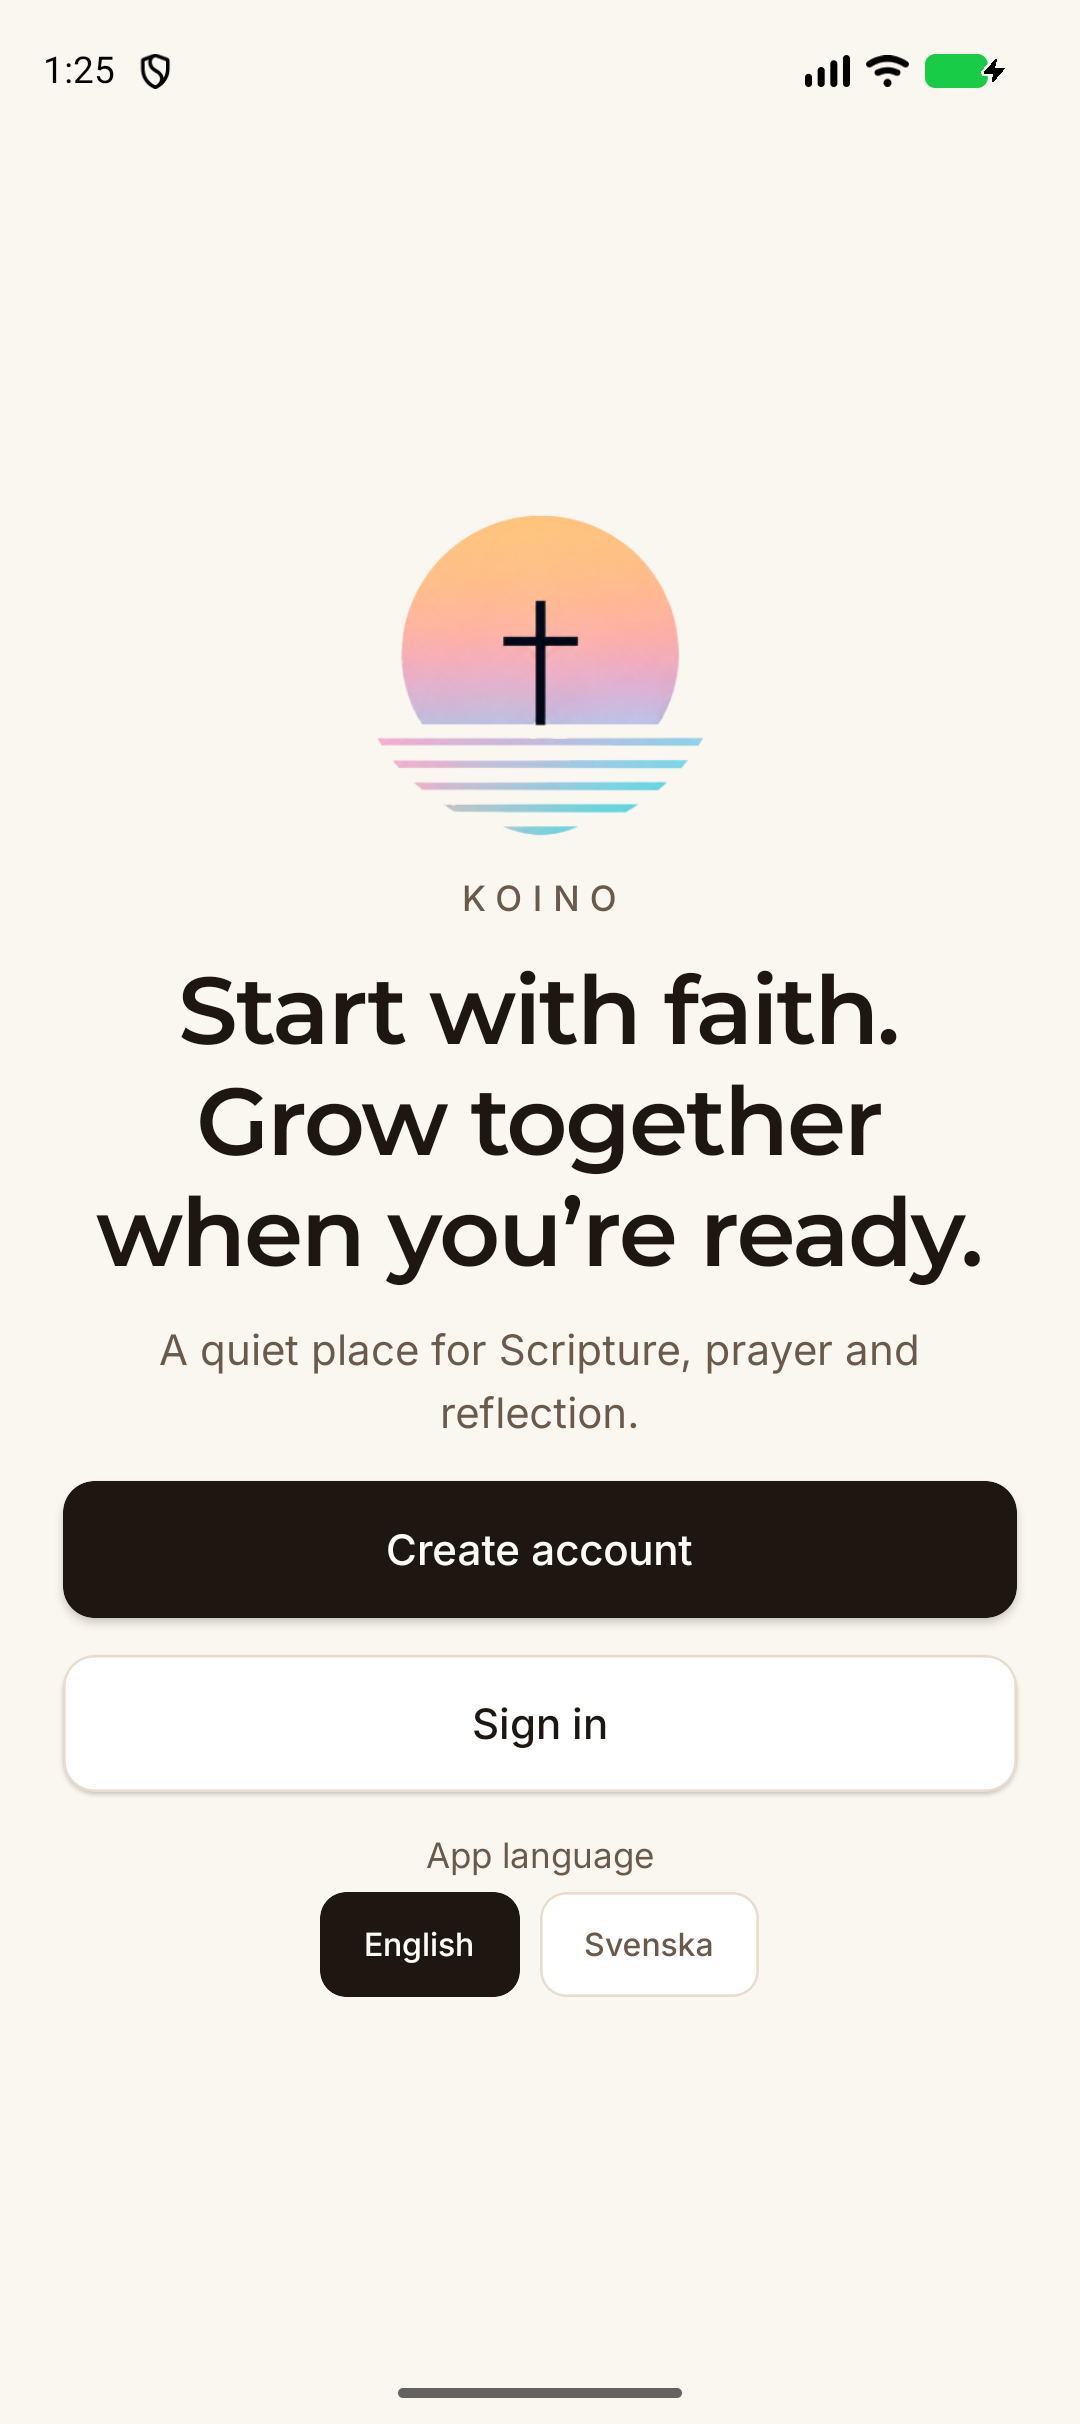 1:25
KOINO
Start with faith.
Grow together
when you’re ready.
A quiet place for Scripture, prayer and
reflection.
Create account
Sign in
App language
English
Svenska